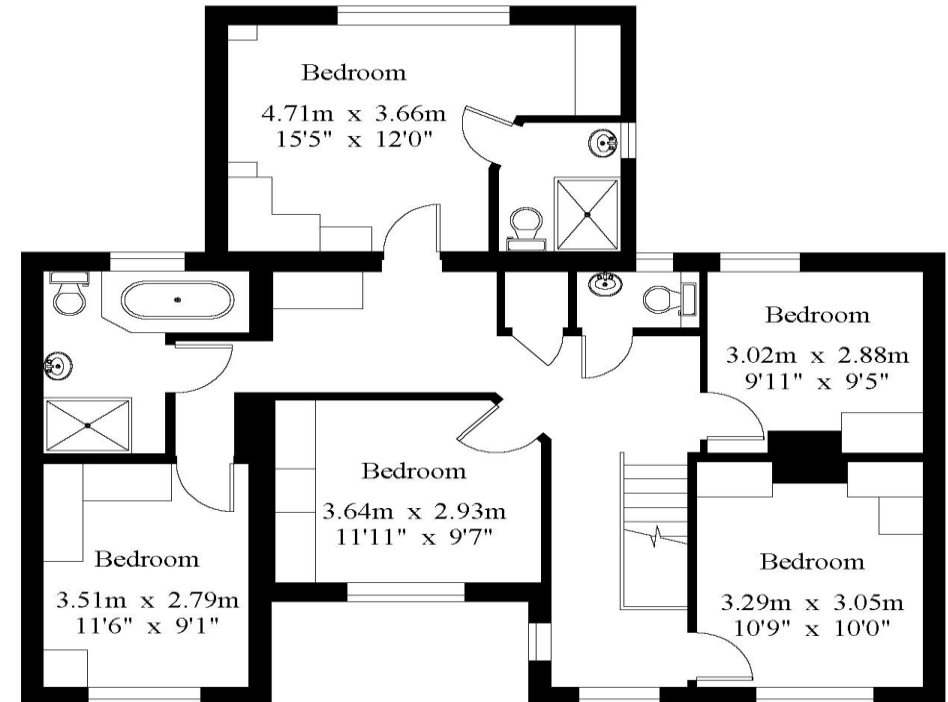 Bedroom
4.71m x 3.66m
15'5" x 12'0"
Bedroom
3.02m x 2.88m
9'11" x 9'5"
Bedroom
3.64m x 2.93m
11'11" x 9'7"
Bedroom
3.51m x 2.79m
11'6" x 9'1"
Bedroom
3.29m x 3.05m
10'9" x 10'0"